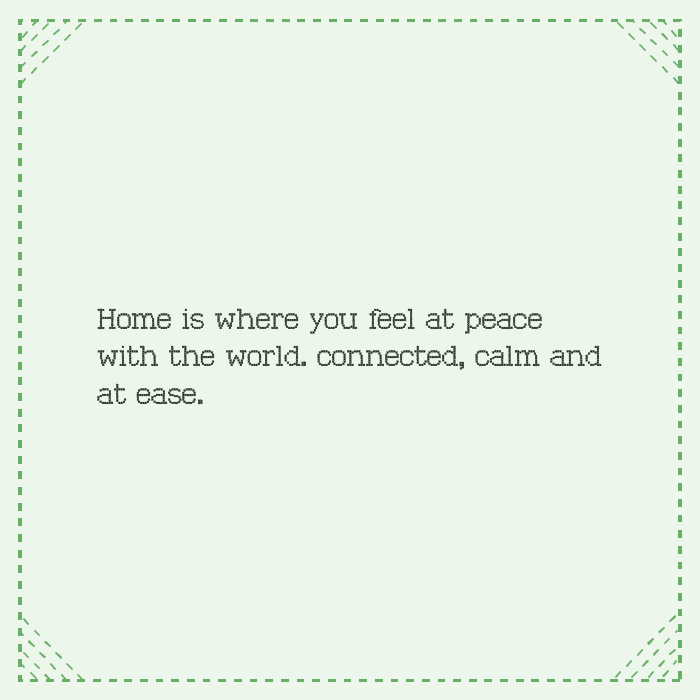 Home is where you feel at peace
with the world. connected, calm and
at ease.